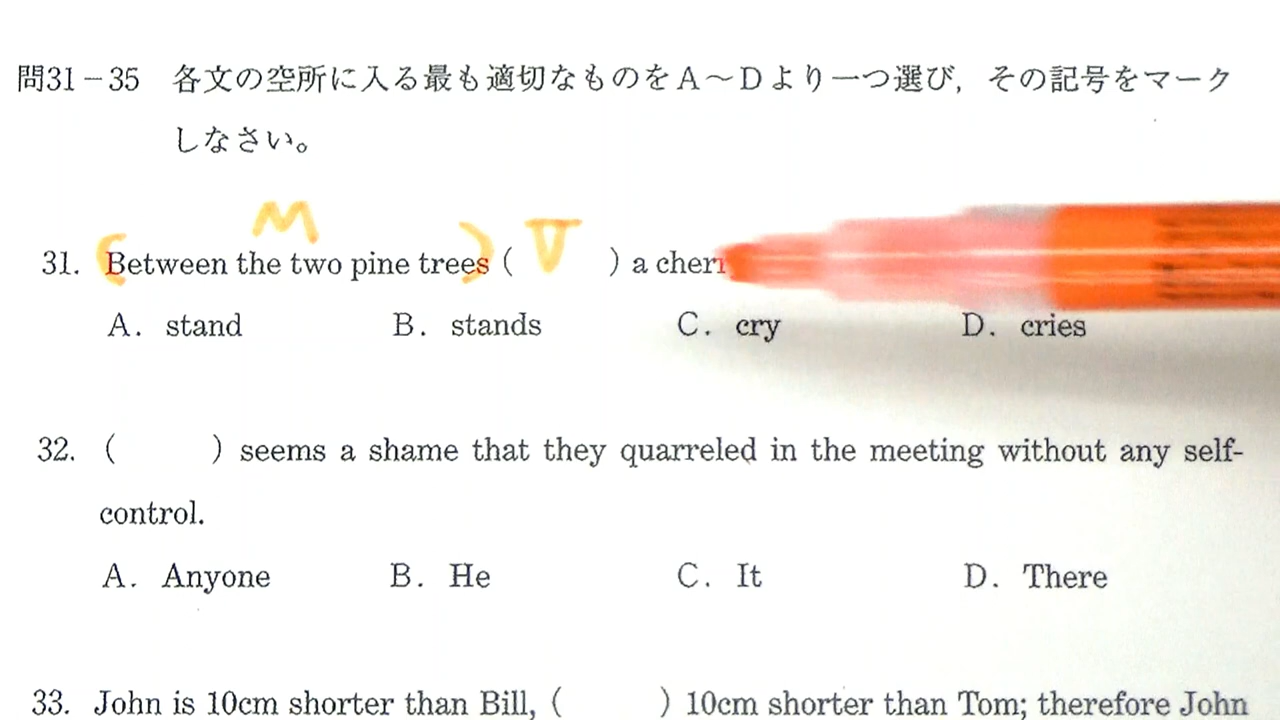 問31－35 各文の空所に入る最も適切なものをA～Dより一つ選び，その記号をマーク
しなさい。
M
31. (Between the two pine trees) ( V ) a
A. stand B. stands C. cry D. cries
32. ( ) seems a shame that they quarreled in the meeting without any self-
control.
A. Anyone B. He C. It D. There
33. John is 10cm shorter than Bill, ( ) 10cm shorter than Tom; therefore John